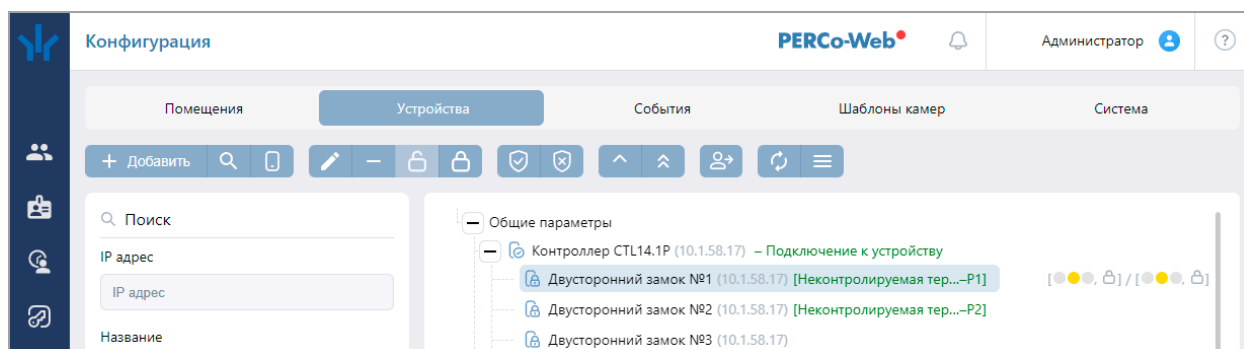 Конфигурация PERCo-Web Администратор ?
Помещения Устройства События Шаблоны камер Система
+ Добавить
Поиск
IP адрес
IP адрес
Название
Общие параметры
Контроллер CTL14.1P (10.1.58.17) – Подключение к устройству
Двусторонний замок №1 (10.1.58.17) [Неконтролируемая тер...–P1]
Двусторонний замок №2 (10.1.58.17) [Неконтролируемая тер...–P2]
Двусторонний замок №3 (10.1.58.17)